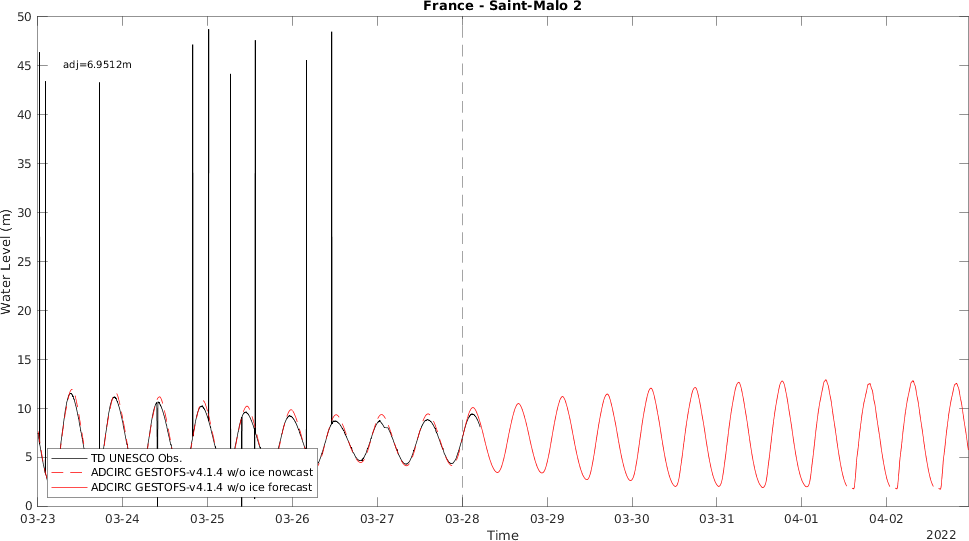 France - Saint-Malo 2
50
45
40
35
30
25
20
15
10
5
0
Water Level (m)
adj=6.9512m
TD UNESCO Obs.
ADCIRC GESTOFS-v4.1.4 w/o ice nowcast
ADCIRC GESTOFS-v4.1.4 w/o ice forecast
03-23 03-24 03-25 03-26 03-27 03-28 03-29 03-30 03-31 04-01 04-02
Time
2022